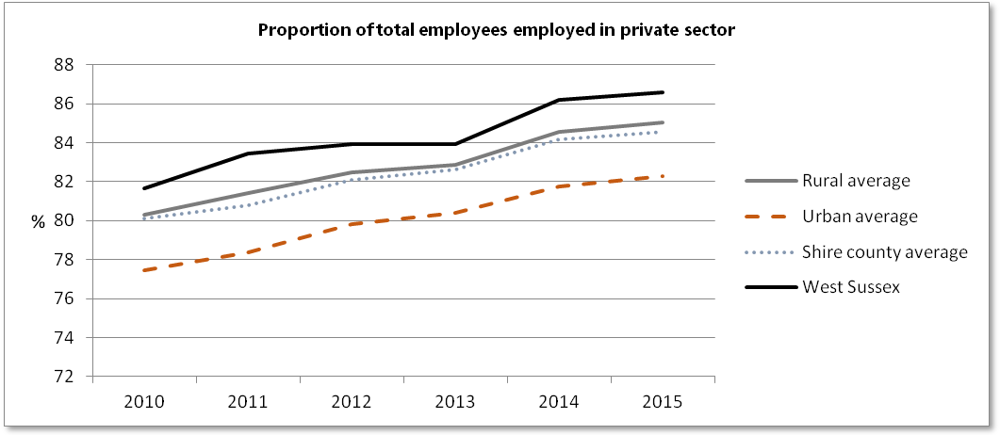 Proportion of total employees employed in private sector
88
86
84
82
80
78
76
74
72
%
2010 2011 2012 2013 2014 2015
Rural average
Urban average
Shire county average
West Sussex